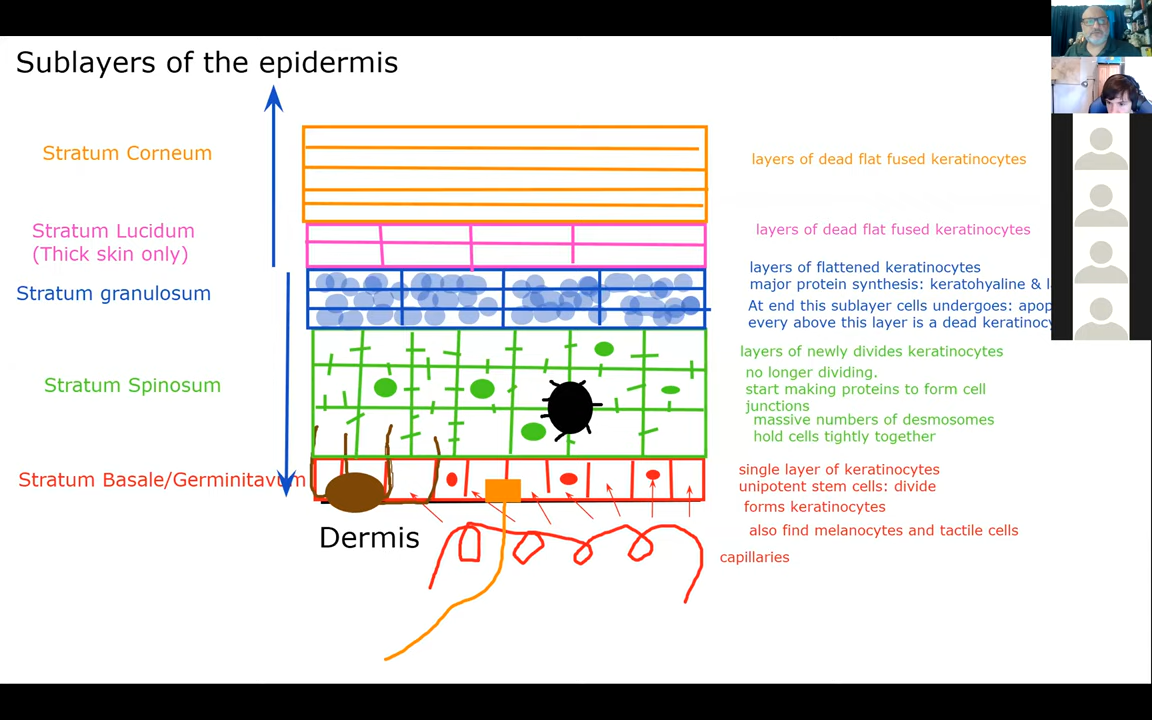 Sublayers of the epidermis
Stratum Corneum
layers of dead flat fused keratinocytes
Stratum Lucidum
(Thick skin only)
layers of dead flat fused keratinocytes
Stratum granulosum
layers of flattened keratinocytes
major protein synthesis: keratohyaline &
At end this sublayer cells undergoes:
every above this layer is a dead
Stratum Spinosum
layers of newly divides keratinocytes
no longer dividing.
start making proteins to form cell
junctions
massive numbers of desmosomes
hold cells tightly together
Stratum Basale/Germinitavum
single layer of keratinocytes
unipotent stem cells: divide
forms keratinocytes
also find melanocytes and tactile cells
Dermis
capillaries